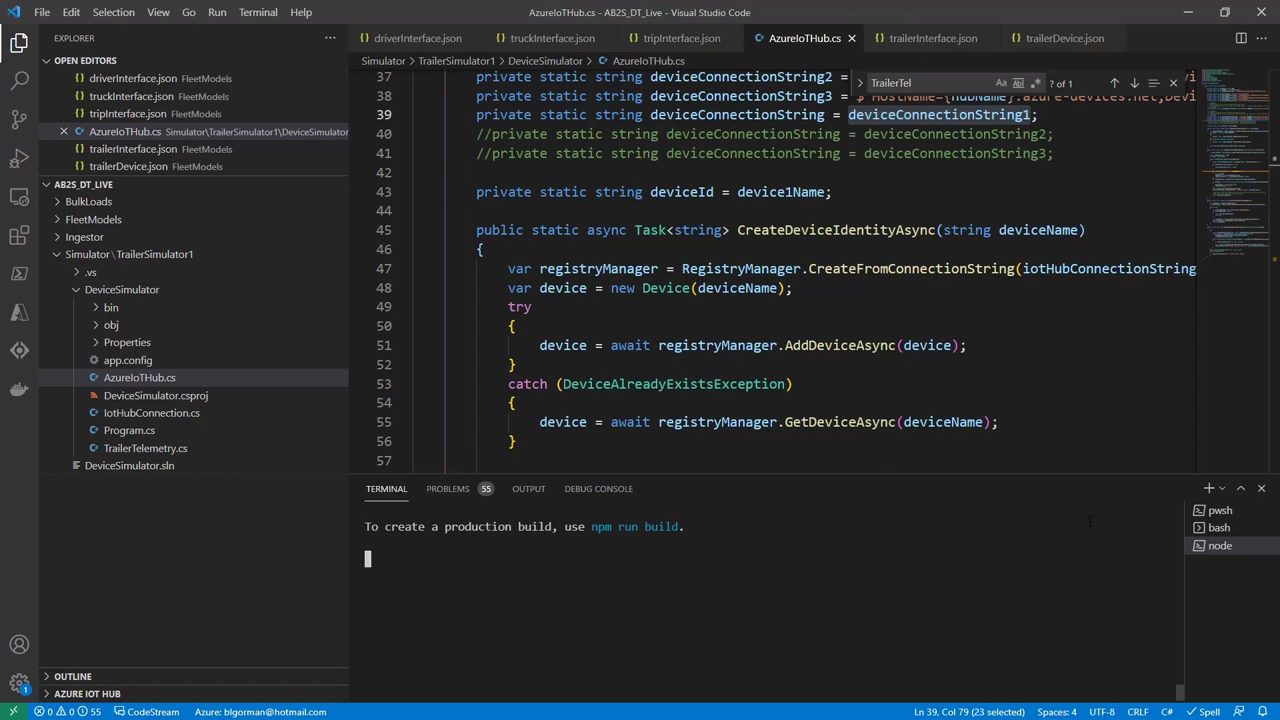 File Edit Selection View Go Run Terminal Help
AzureIoTHub.cs - AB2S_DT_Live - Visual Studio Code
EXPLORER
OPEN EDITORS
driverInterface.json FleetModels
truckInterface.json FleetModels
tripInterface.json FleetModels
AzureIoTHub.cs Simulator\TrailerSimulator1\DeviceSimulator
trailerInterface.json FleetModels
trailerDevice.json FleetModels
AB2S_DT_LIVE
BulkLoads
FleetModels
Ingestor
Simulator \TrailerSimulator1
.vs
DeviceSimulator
bin
obj
Properties
app.config
AzureIoTHub.cs
DeviceSimulator.csproj
IotHubConnection.cs
Program.cs
TrailerTelemetry.cs
DeviceSimulator.sln
OUTLINE
AZURE IOT HUB
driverInterface.json truckInterface.json tripInterface.json AzureIoTHub.cs trailerInterface.json trailerDevice.json
Simulator > TrailerSimulator1 > DeviceSimulator > AzureIoTHub.cs
TrailerTel Aa ab .* ? of 1
37 private static string deviceConnectionString2 =
38 private static string deviceConnectionString3 =
39 private static string deviceConnectionString = deviceConnectionString1;
40 //private static string deviceConnectionString = deviceConnectionString2;
41 //private static string deviceConnectionString = deviceConnectionString3;
42
43 private static string deviceId = device1Name;
44
45 public static async Task<string> CreateDeviceIdentityAsync(string deviceName)
46 {
47 var registryManager = RegistryManager.CreateFromConnectionString(iotHubConnectionString
48 var device = new Device(deviceName);
49 try
50 {
51 device = await registryManager.AddDeviceAsync(device);
52 }
53 catch (DeviceAlreadyExistsException)
54 {
55 device = await registryManager.GetDeviceAsync(deviceName);
56 }
57
TERMINAL PROBLEMS 55 OUTPUT DEBUG CONSOLE
To create a production build, use npm run build.
pwsh
bash
node
1
0 0 55 CodeStream Azure: blgorman@hotmail.com Ln 39, Col 79 (23 selected) Spaces: 4 UTF-8 CRLF C# Spell